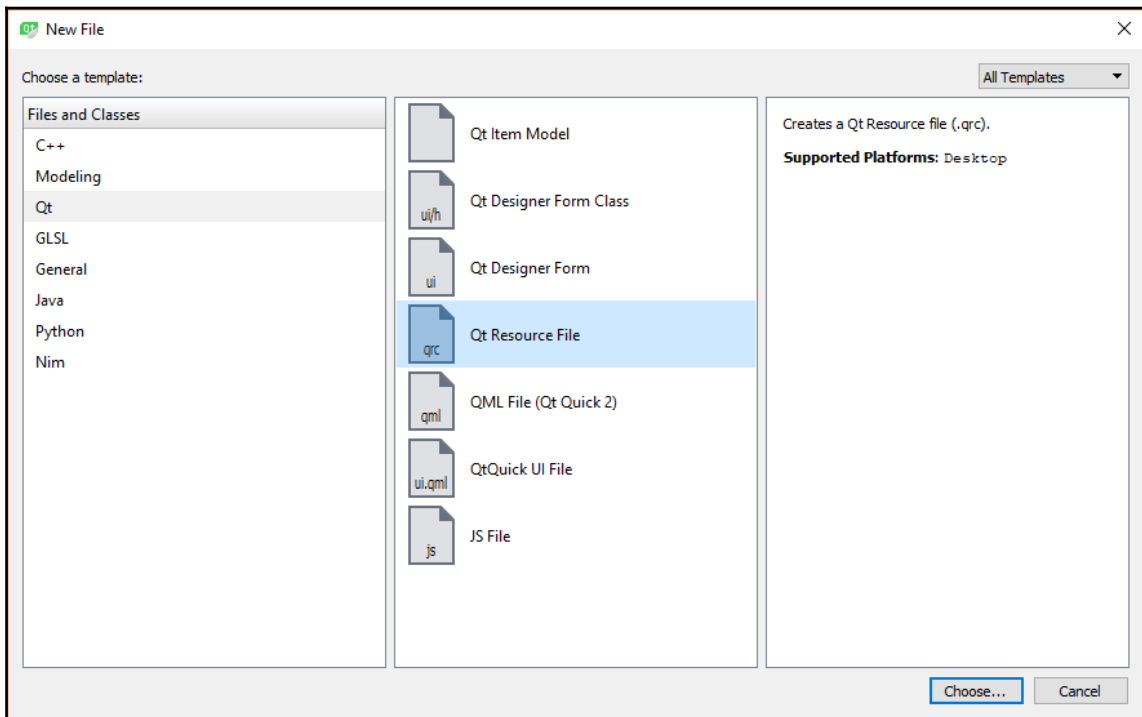 Qt New File
Choose a template:
All Templates
Files and Classes
C++
Modeling
Qt
GLSL
General
Java
Python
Nim
Qt Item Model
ui/h Qt Designer Form Class
ui Qt Designer Form
qrc Qt Resource File
qml QML File (Qt Quick 2)
ui.qml QtQuick UI File
js JS File
Creates a Qt Resource file (.qrc).
Supported Platforms: Desktop
Choose...
Cancel